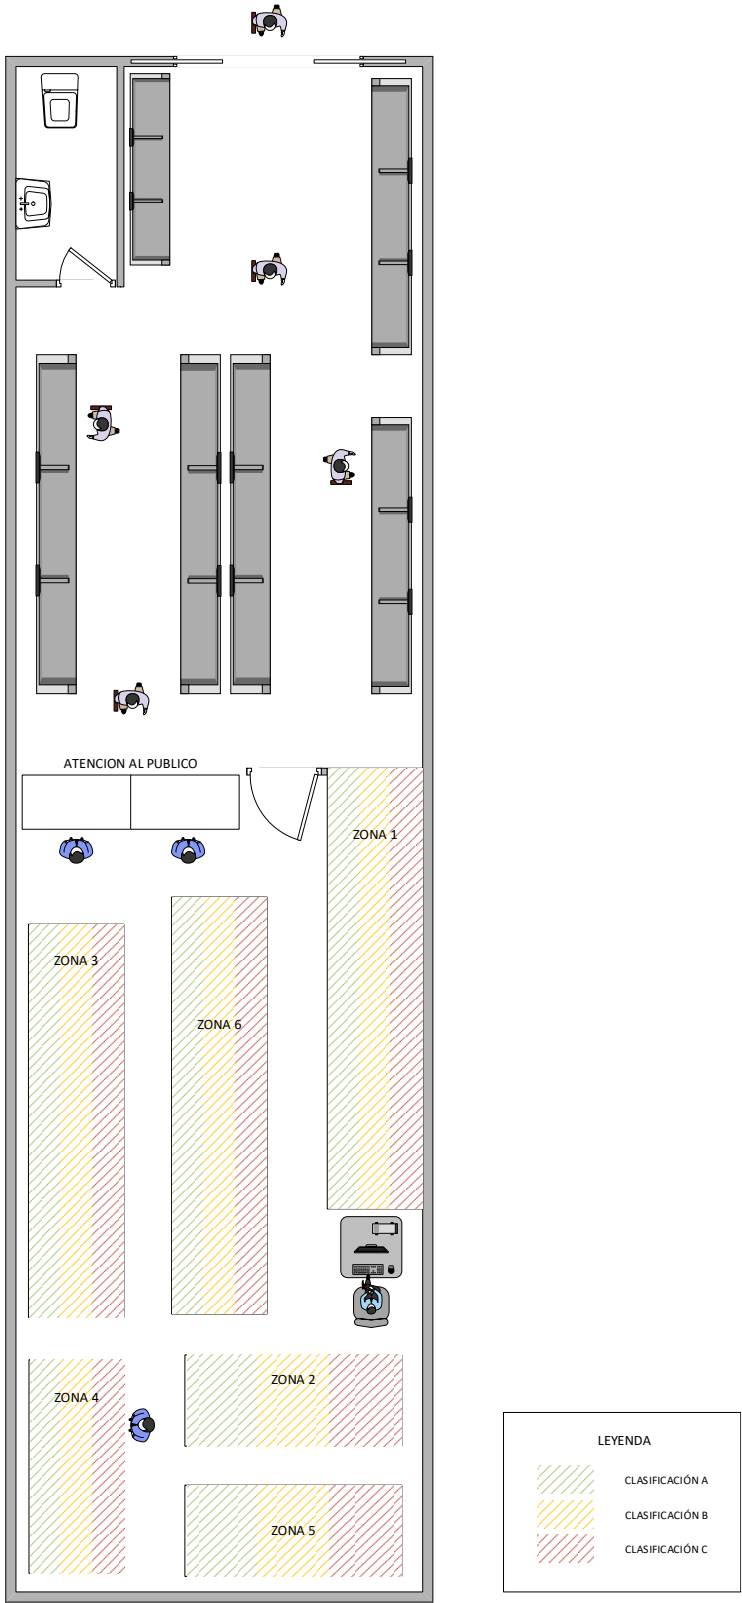 ATENCION AL PUBLICO
ZONA 1
ZONA 3
ZONA 6
ZONA 2
ZONA 4
ZONA 5
LEYENDA
CLASIFICACIÓN A
CLASIFICACIÓN B
CLASIFICACIÓN C